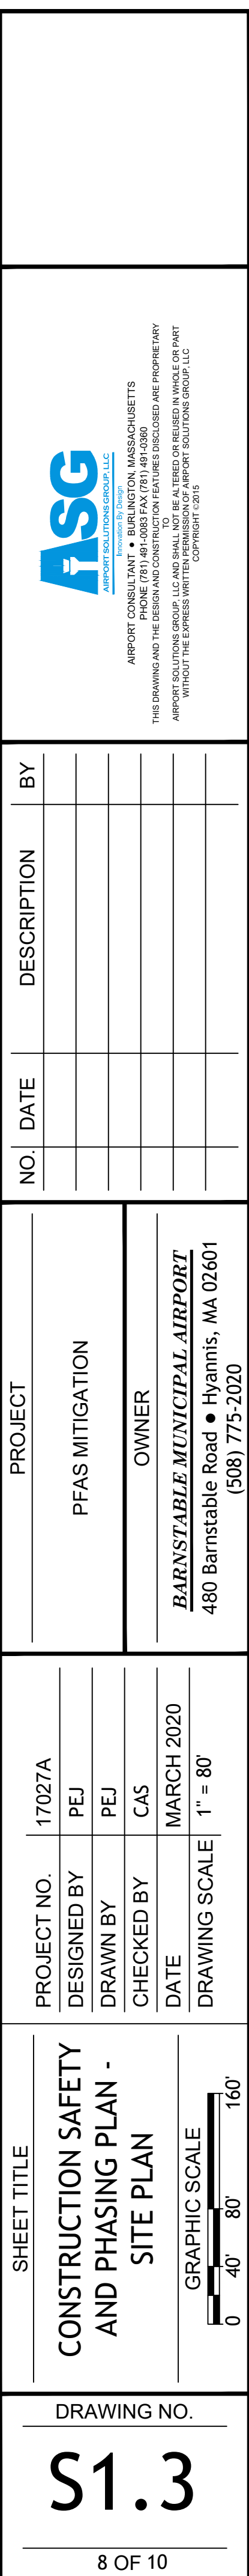 ASG
AIRPORT SOLUTIONS GROUP, LLC
Innovation By Design
AIRPORT CONSULTANT ● BURLINGTON, MASSACHUSETTS
PHONE (781) 491-0083 FAX (781) 491-0360
THIS DRAWING AND THE DESIGN AND CONSTRUCTION FEATURES DISCLOSED ARE PROPRIETARY
TO
AIRPORT SOLUTIONS GROUP, LLC AND SHALL NOT BE ALTERED OR REUSED IN WHOLE OR PART
WITHOUT THE EXPRESS WRITTEN PERMISSION OF AIRPORT SOLUTIONS GROUP, LLC
COPYRIGHT ©2015
NO. DATE DESCRIPTION BY
PROJECT
PFAS MITIGATION
OWNER
BARNSTABLE MUNICIPAL AIRPORT
480 Barnstable Road ● Hyannis, MA 02601
(508) 775-2020
PROJECT NO. 17027A
DESIGNED BY PEJ
DRAWN BY PEJ
CHECKED BY CAS
DATE MARCH 2020
DRAWING SCALE 1" = 80'
SHEET TITLE
CONSTRUCTION SAFETY
AND PHASING PLAN -
SITE PLAN
GRAPHIC SCALE
0 40' 80' 160'
DRAWING NO.
S1.3
8 OF 10